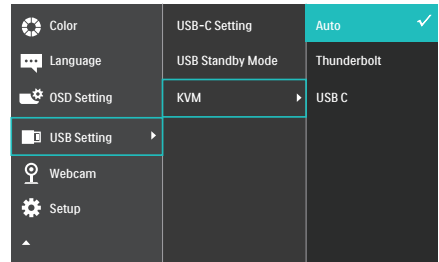 Color
Language
OSD Setting
USB Setting
Webcam
Setup
USB-C Setting
USB Standby Mode
KVM
Auto
Thunderbolt
USB C